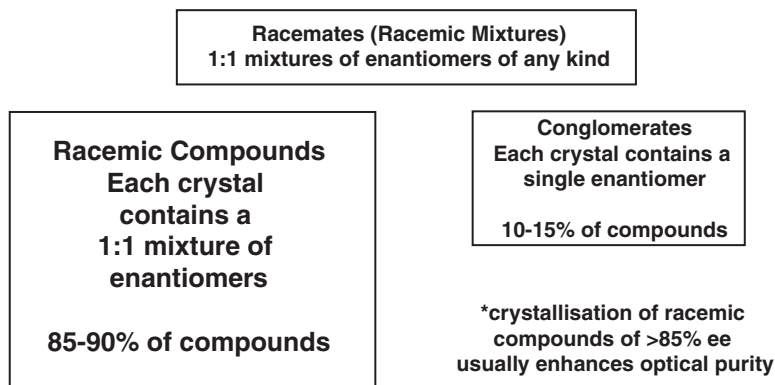 Racemates (Racemic Mixtures)
1:1 mixtures of enantiomers of any kind
Racemic Compounds
Each crystal
contains a
1:1 mixture of
enantiomers
85-90% of compounds
Conglomerates
Each crystal contains a
single enantiomer
10-15% of compounds
*crystallisation of racemic
compounds of >85% ee
usually enhances optical purity